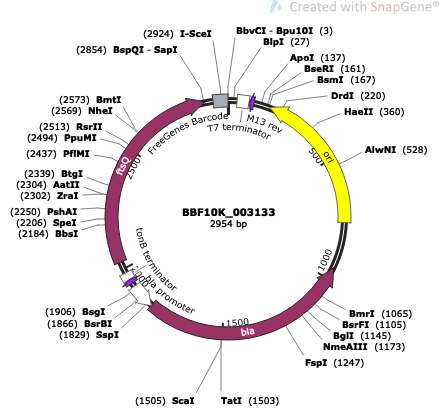 Created with SnapGene®
(2924) I-SceI
BbvCI - Bpu10I (3)
BlpI (27)
(2854) BspQI - SapI
ApoI (137)
BseRI (161)
BsmI (167)
DrdI (220)
HaeII (360)
AlwNI (528)
(2573) BmtI
(2569) NheI
(2513) RsrII
(2494) PpuMI
(2437) PflMI
(2339) BtgI
(2304) AatII
(2302) ZraI
(2250) PshAI
(2206) SpeI
(2184) BbsI
FreeGenes Barcode
T7 terminator
M13 rev
ori
500
ftsQ
2500
BBF10K_003133
2954 bp
tonB terminator
bla promoter
1000
(1906) BsgI
(1866) BsrBI
(1829) SspI
1500
bla
BmrI (1065)
BsrFI (1105)
BglI (1145)
NmeAIII (1173)
FspI (1247)
(1505) ScaI
TatI (1503)